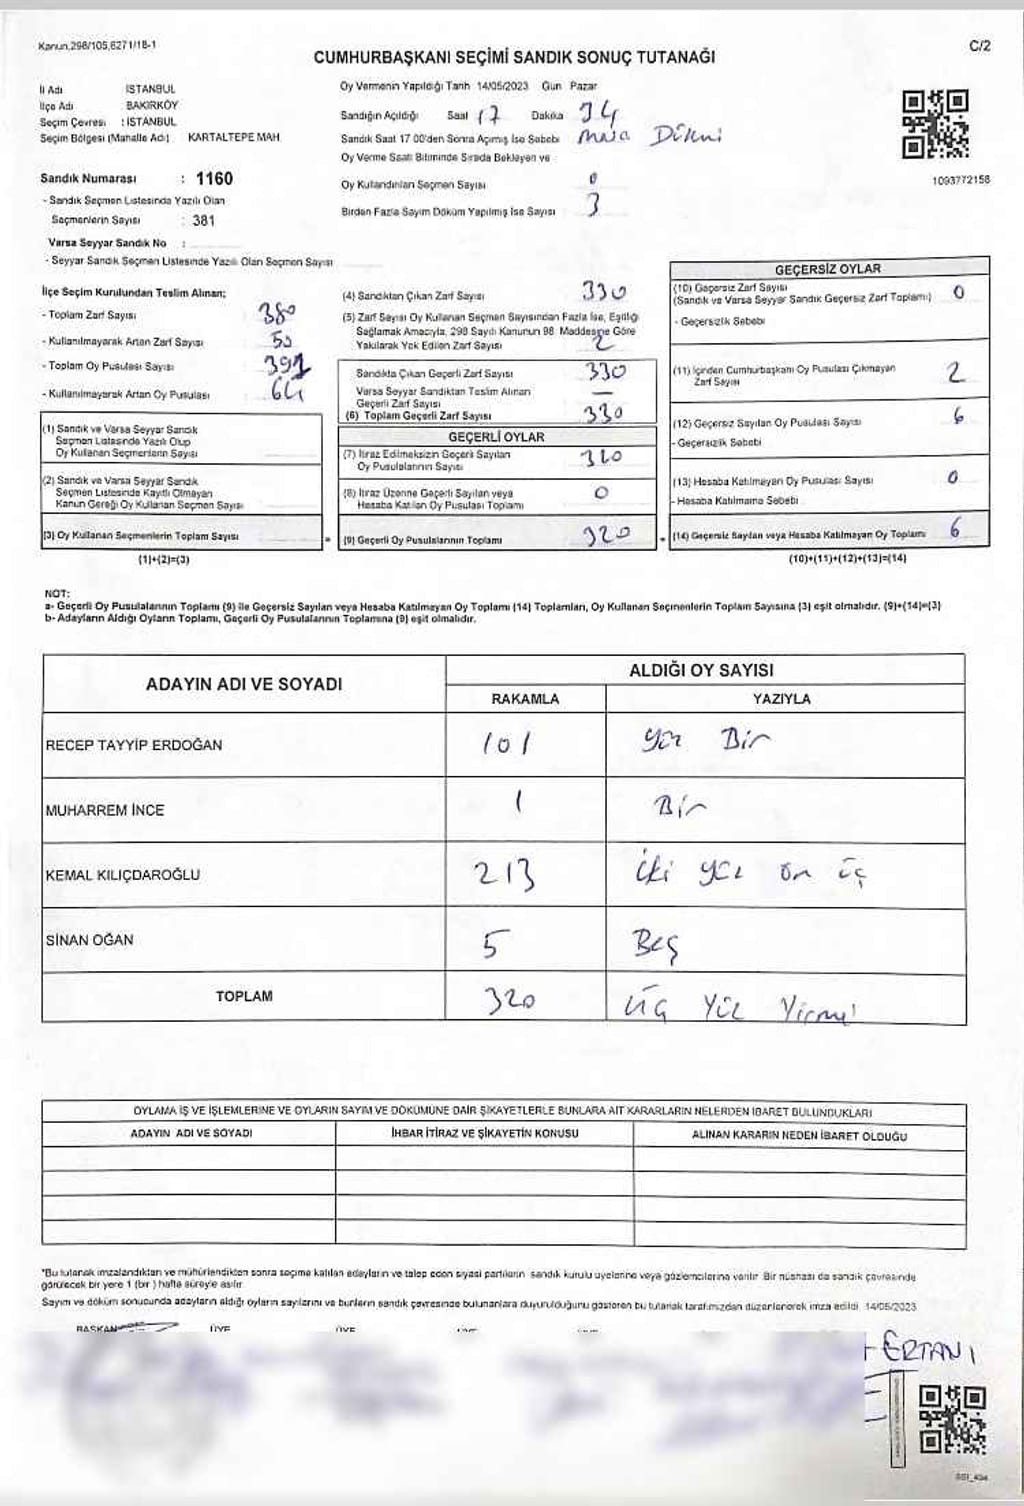 Kanun,298/105,6271/18-1
C/2
CUMHURBAŞKANI SEÇİMİ SANDIK SONUÇ TUTANAĞI
İl Adı İSTANBUL
İlçe Adı BAKIRKÖY
Seçim Çevresi : İSTANBUL
Seçim Bölgesi (Mahalle Adı) KARTALTEPE MAH
Sandık Numarası : 1160
- Sandık Seçmen Listesinde Yazılı Olan
Seçmenlerin Sayısı : 381
Varsa Seyyar Sandık No :
- Seyyar Sandık Seçmen Listesinde Yazılı Olan Seçmen Sayısı
Oy Vermenin Yapıldığı Tarih 14/05/2023 Gün Pazar
Sandığın Açıldığı Saat 17 Dakika 34
Sandık Saat 17 00'den Sonra Açımış İse Sebebi
Oy Verme Saati Bitiminde Sırada Bekleyen ve
Oy Kullandırılan Seçmen Sayısı 0
Birden Fazla Sayım Döküm Yapılmış İse Sayısı 3
1093772158
İlçe Seçim Kurulundan Teslim Alınan;
- Toplam Zarf Sayısı 380
- Kullanılmayarak Artan Zarf Sayısı 50
- Toplam Oy Pusulası Sayısı 391
- Kullanılmayarak Artan Oy Pusulası 64
(1) Sandık ve Varsa Seyyar Sandık
Seçmen Listesinde Yazılı Olup
Oy Kullanan Seçmenlerin Sayısı
(2) Sandık ve Varsa Seyyar Sandık
Seçmen Listesinde Kayıtlı Olmayan
Kanun Gereği Oy Kullanan Seçmen Sayısı
(3) Oy Kullanan Seçmenlerin Toplam Sayısı
(1)+(2)=(3)
(4) Sandıktan Çıkan Zarf Sayısı 330
(5) Zarf Sayısı Oy Kullanan Seçmen Sayısından Fazla İse, Eşitliği
Sağlamak Amacıyla, 298 Sayılı Kanunun 98. Maddesine Göre
Yakılarak Yok Edilen Zarf Sayısı 2
Sandıkta Çıkan Geçerli Zarf Sayısı 330
Varsa Seyyar Sandıktan Teslim Alınan
Geçerli Zarf Sayısı —
(6) Toplam Geçerli Zarf Sayısı 330
GEÇERLİ OYLAR
(7) İtiraz Edilmeksizin Geçerli Sayılan
Oy Pusulalarının Sayısı 320
(8) İtiraz Üzerine Geçerli Sayılan veya
Hesaba Katılan Oy Pusulası Toplamı 0
(9) Geçerli Oy Pusulalarının Toplamı 320
GEÇERSİZ OYLAR
(10) Geçersiz Zarf Sayısı 0
(Sandık ve Varsa Seyyar Sandık Geçersiz Zarf Toplamı)
- Geçersizlik Sebebi
(11) İçinden Cumhurbaşkanı Oy Pusulası Çıkmayan
Zarf Sayısı 2
(12) Geçersiz Sayılan Oy Pusulası Sayısı 6
- Geçersizlik Sebebi
(13) Hesaba Katılmayan Oy Pusulası Sayısı 0
- Hesaba Katılmama Sebebi
(14) Geçersiz Sayılan veya Hesaba Katılmayan Oy Toplamı 6
(10)+(11)+(12)+(13)=(14)
NOT:
a- Geçerli Oy Pusulalarının Toplamı (9) ile Geçersiz Sayılan veya Hesaba Katılmayan Oy Toplamı (14) Toplamları, Oy Kullanan Seçmenlerin Toplam Sayısına (3) eşit olmalıdır. (9)+(14)=(3)
b- Adayların Aldığı Oyların Toplamı, Geçerli Oy Pusulalarının Toplamına (9) eşit olmalıdır.
ADAYIN ADI VE SOYADI
ALDIĞI OY SAYISI
RAKAMLA YAZIYLA
RECEP TAYYİP ERDOĞAN 101 Yüz Bir
MUHARREM İNCE 1 Bir
KEMAL KILIÇDAROĞLU 213 İki yüz on üç
SİNAN OĞAN 5 Beş
TOPLAM 320 Üç Yüz Yirmi
OYLAMA İŞ VE İŞLEMLERİNE VE OYLARIN SAYIM VE DÖKÜMÜNE DAİR ŞİKAYETLERLE BUNLARA AİT KARARLARIN NELERDEN İBARET BULUNDUKLARI
ADAYIN ADI VE SOYADI İHBAR İTİRAZ VE ŞİKAYETİN KONUSU ALINAN KARARIN NEDEN İBARET OLDUĞU
*Bu tutanak imzalandıktan ve mühürlendikten sonra seçime katılan adayların ve talep eden siyasi partilerin sandık kurulu üyelerine veya gözlemcilerine verilir. Bir nüshası da sandık çevresinde
görülecek bir yere 1 (bir) hafta süreyle asılır.
Sayım ve döküm sonucunda adayların aldığı oyların sayılarını ve bunların sandık çevresinde bulunanlara duyurulduğunu gösteren bu tutanak tarafımızdan düzenlenerek imza edildi. 14/05/2023
BAŞKAN ÜYE ÜYE
ERTANI